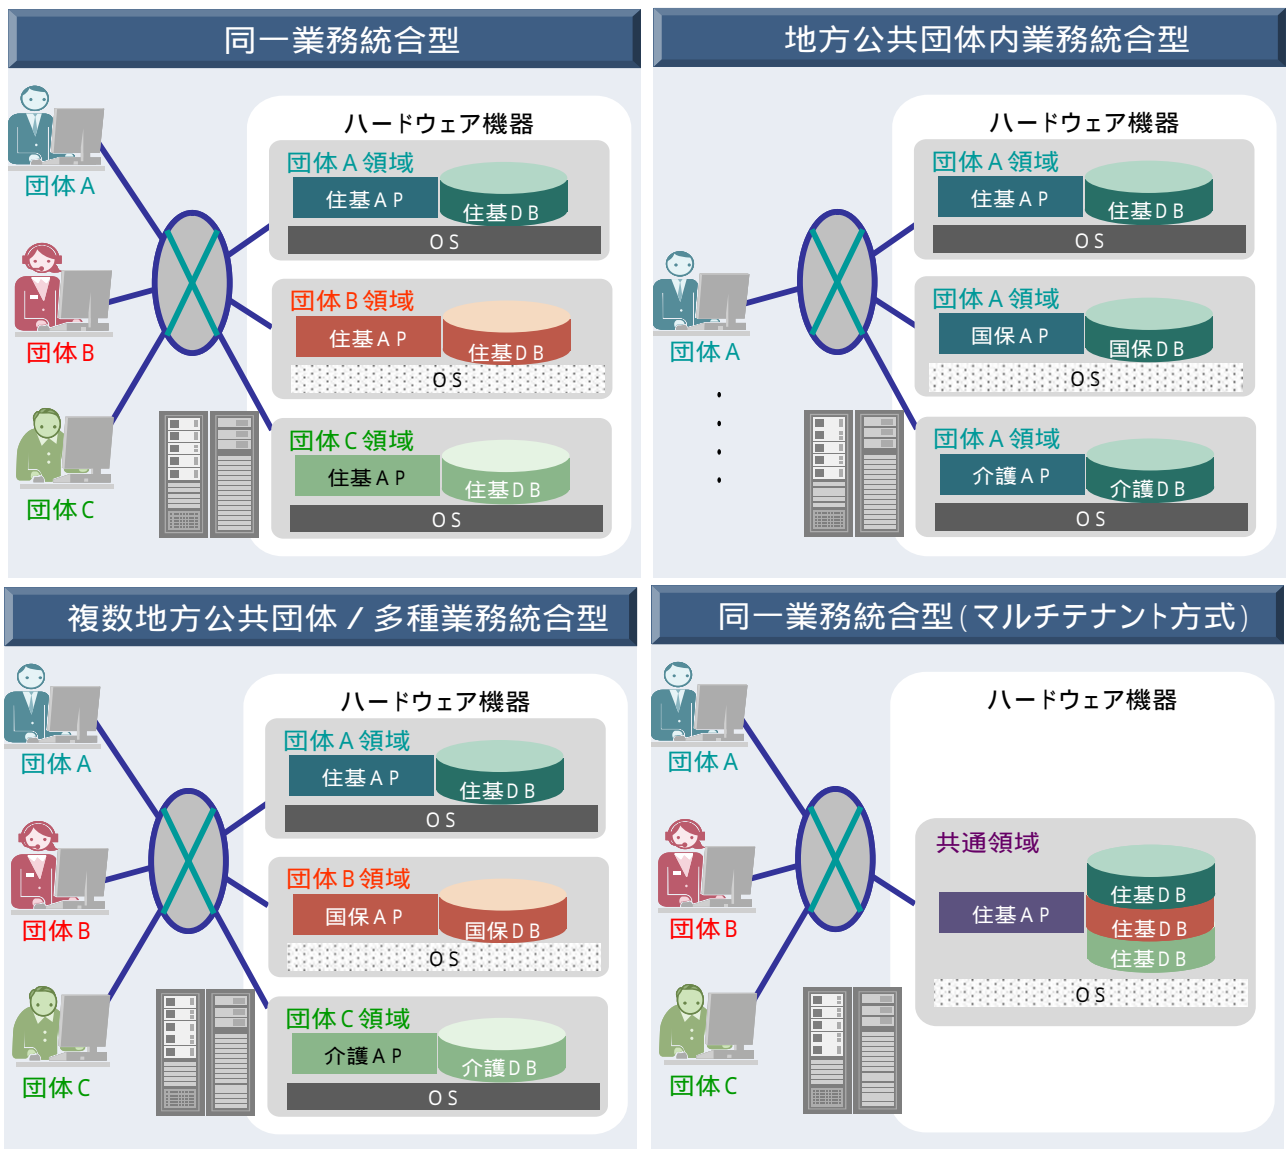 同一業務統合型
ハードウェア機器
団体A
団体A領域
住基AP
住基DB
OS
団体B
団体B領域
住基AP
住基DB
OS
団体C
団体C領域
住基AP
住基DB
OS
地方公共団体内業務統合型
ハードウェア機器
団体A
団体A領域
住基AP
住基DB
OS
団体A領域
国保AP
国保DB
OS
団体A領域
介護AP
介護DB
OS
複数地方公共団体/多種業務統合型
ハードウェア機器
団体A
団体A領域
住基AP
住基DB
OS
団体B
団体B領域
国保AP
国保DB
OS
団体C
団体C領域
介護AP
介護DB
OS
同一業務統合型(マルチテナント方式)
ハードウェア機器
団体A
団体B
団体C
共通領域
住基AP
住基DB
住基DB
住基DB
OS